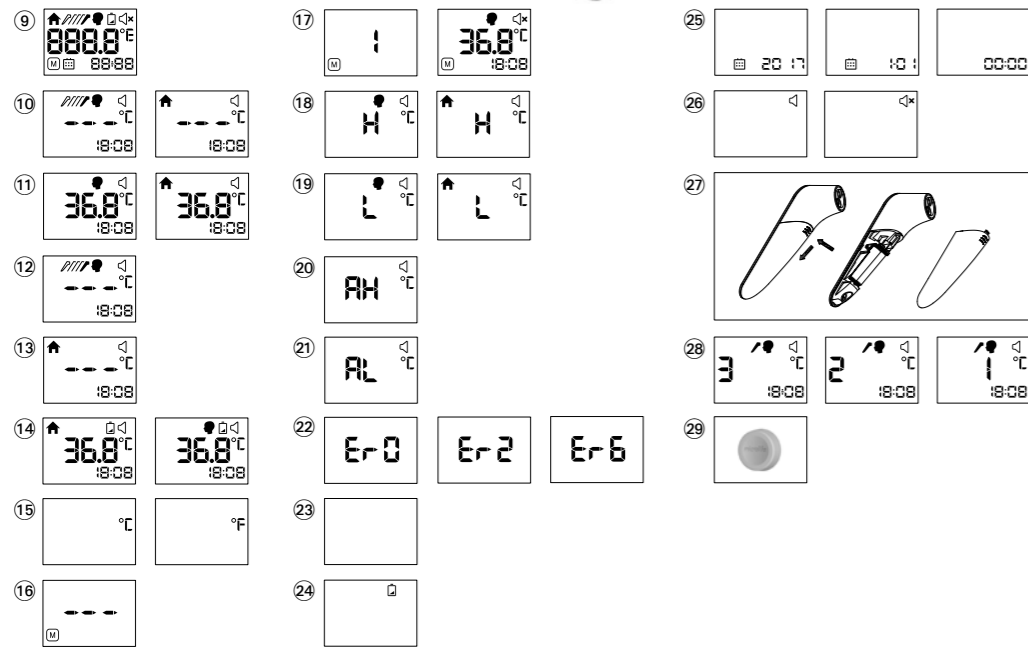 9
888.8°E
M 88:88
10
---°C
18:08
---°C
18:08
11
36.8°C
18:08
36.8°C
18:08
12
---°C
18:08
13
---°C
18:08
14
36.8°C
18:08
36.8°C
18:08
15
°C
°F
16
---
M
17
1
M
36.8°C
M 18:08
18
H °C
H °C
19
L °C
L °C
20
AH °C
21
AL °C
22
Er0
Er2
Er6
23
24
25
2017
1:01
00:00
26
27
28
3 °C
18:08
2 °C
18:08
1 °C
18:08
29